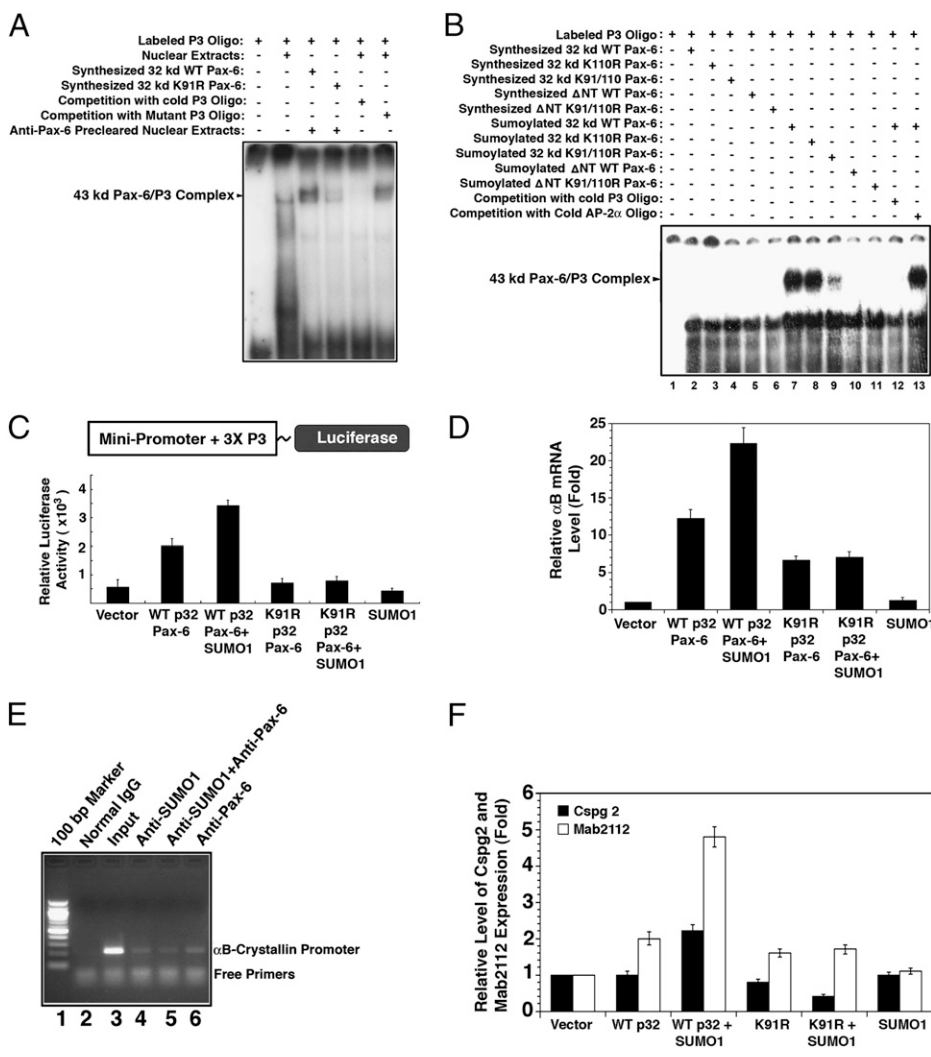 A
Labeled P3 Oligo: + + + + + +
Nuclear Extracts: - + - - + +
Synthesized 32 kd WT Pax-6: - - + - - -
Synthesized 32 kd K91R Pax-6: - - - + - -
Competition with cold P3 Oligo: - - - - + -
Competition with Mutant P3 Oligo: - - - - - +
Anti-Pax-6 Precleared Nuclear Extracts: - - + + - -
43 kd Pax-6/P3 Complex
B
Labeled P3 Oligo: + + + + + + + + + + + + +
Synthesized 32 kd WT Pax-6: - + - - - - - - - - - - -
Synthesized 32 kd K110R Pax-6: - - + - - - - - - - - - -
Synthesized 32 kd K91/110 Pax-6: - - - + - - - - - - - - -
Synthesized ΔNT WT Pax-6: - - - - + - - - - - - - -
Synthesized ΔNT K91/110R Pax-6: - - - - - + - - - - - - -
Sumoylated 32 kd WT Pax-6: - - - - - - + - - - - + +
Sumoylated 32 kd K110R Pax-6: - - - - - - - + - - - - -
Sumoylated 32 kd K91/110R Pax-6: - - - - - - - - + - - - -
Sumoylated ΔNT WT Pax-6: - - - - - - - - - + - - -
Sumoylated ΔNT K91/110R Pax-6: - - - - - - - - - - + - -
Competition with cold P3 Oligo: - - - - - - - - - - - + -
Competition with Cold AP-2α Oligo: - - - - - - - - - - - - +
43 kd Pax-6/P3 Complex
1 2 3 4 5 6 7 8 9 10 11 12 13
C
Mini-Promoter + 3X P3 ~ Luciferase
Relative Luciferase
Activity ( x10³)
4
3
2
1
Vector
WT p32
Pax-6
WT p32
Pax-6+
SUMO1
K91R
p32
Pax-6
K91R
p32
Pax-6+
SUMO1
SUMO1
D
Relative αB mRNA
Level (Fold)
25
20
15
10
5
0
Vector
WT p32
Pax-6
WT p32
Pax-6+
SUMO1
K91R
p32
Pax-6
K91R
p32
Pax-6+
SUMO1
SUMO1
E
100 bp Marker
Normal IgG
Input
Anti-SUMO1
Anti-SUMO1+Anti-Pax-6
Anti-Pax-6
αB-Crystallin Promoter
Free Primers
1 2 3 4 5 6
F
Relative Level of Cspg2 and
Mab2112 Expression (Fold)
6
5
4
3
2
1
0
Cspg 2
Mab2112
Vector
WT p32
WT p32 +
SUMO1
K91R
K91R +
SUMO1
SUMO1